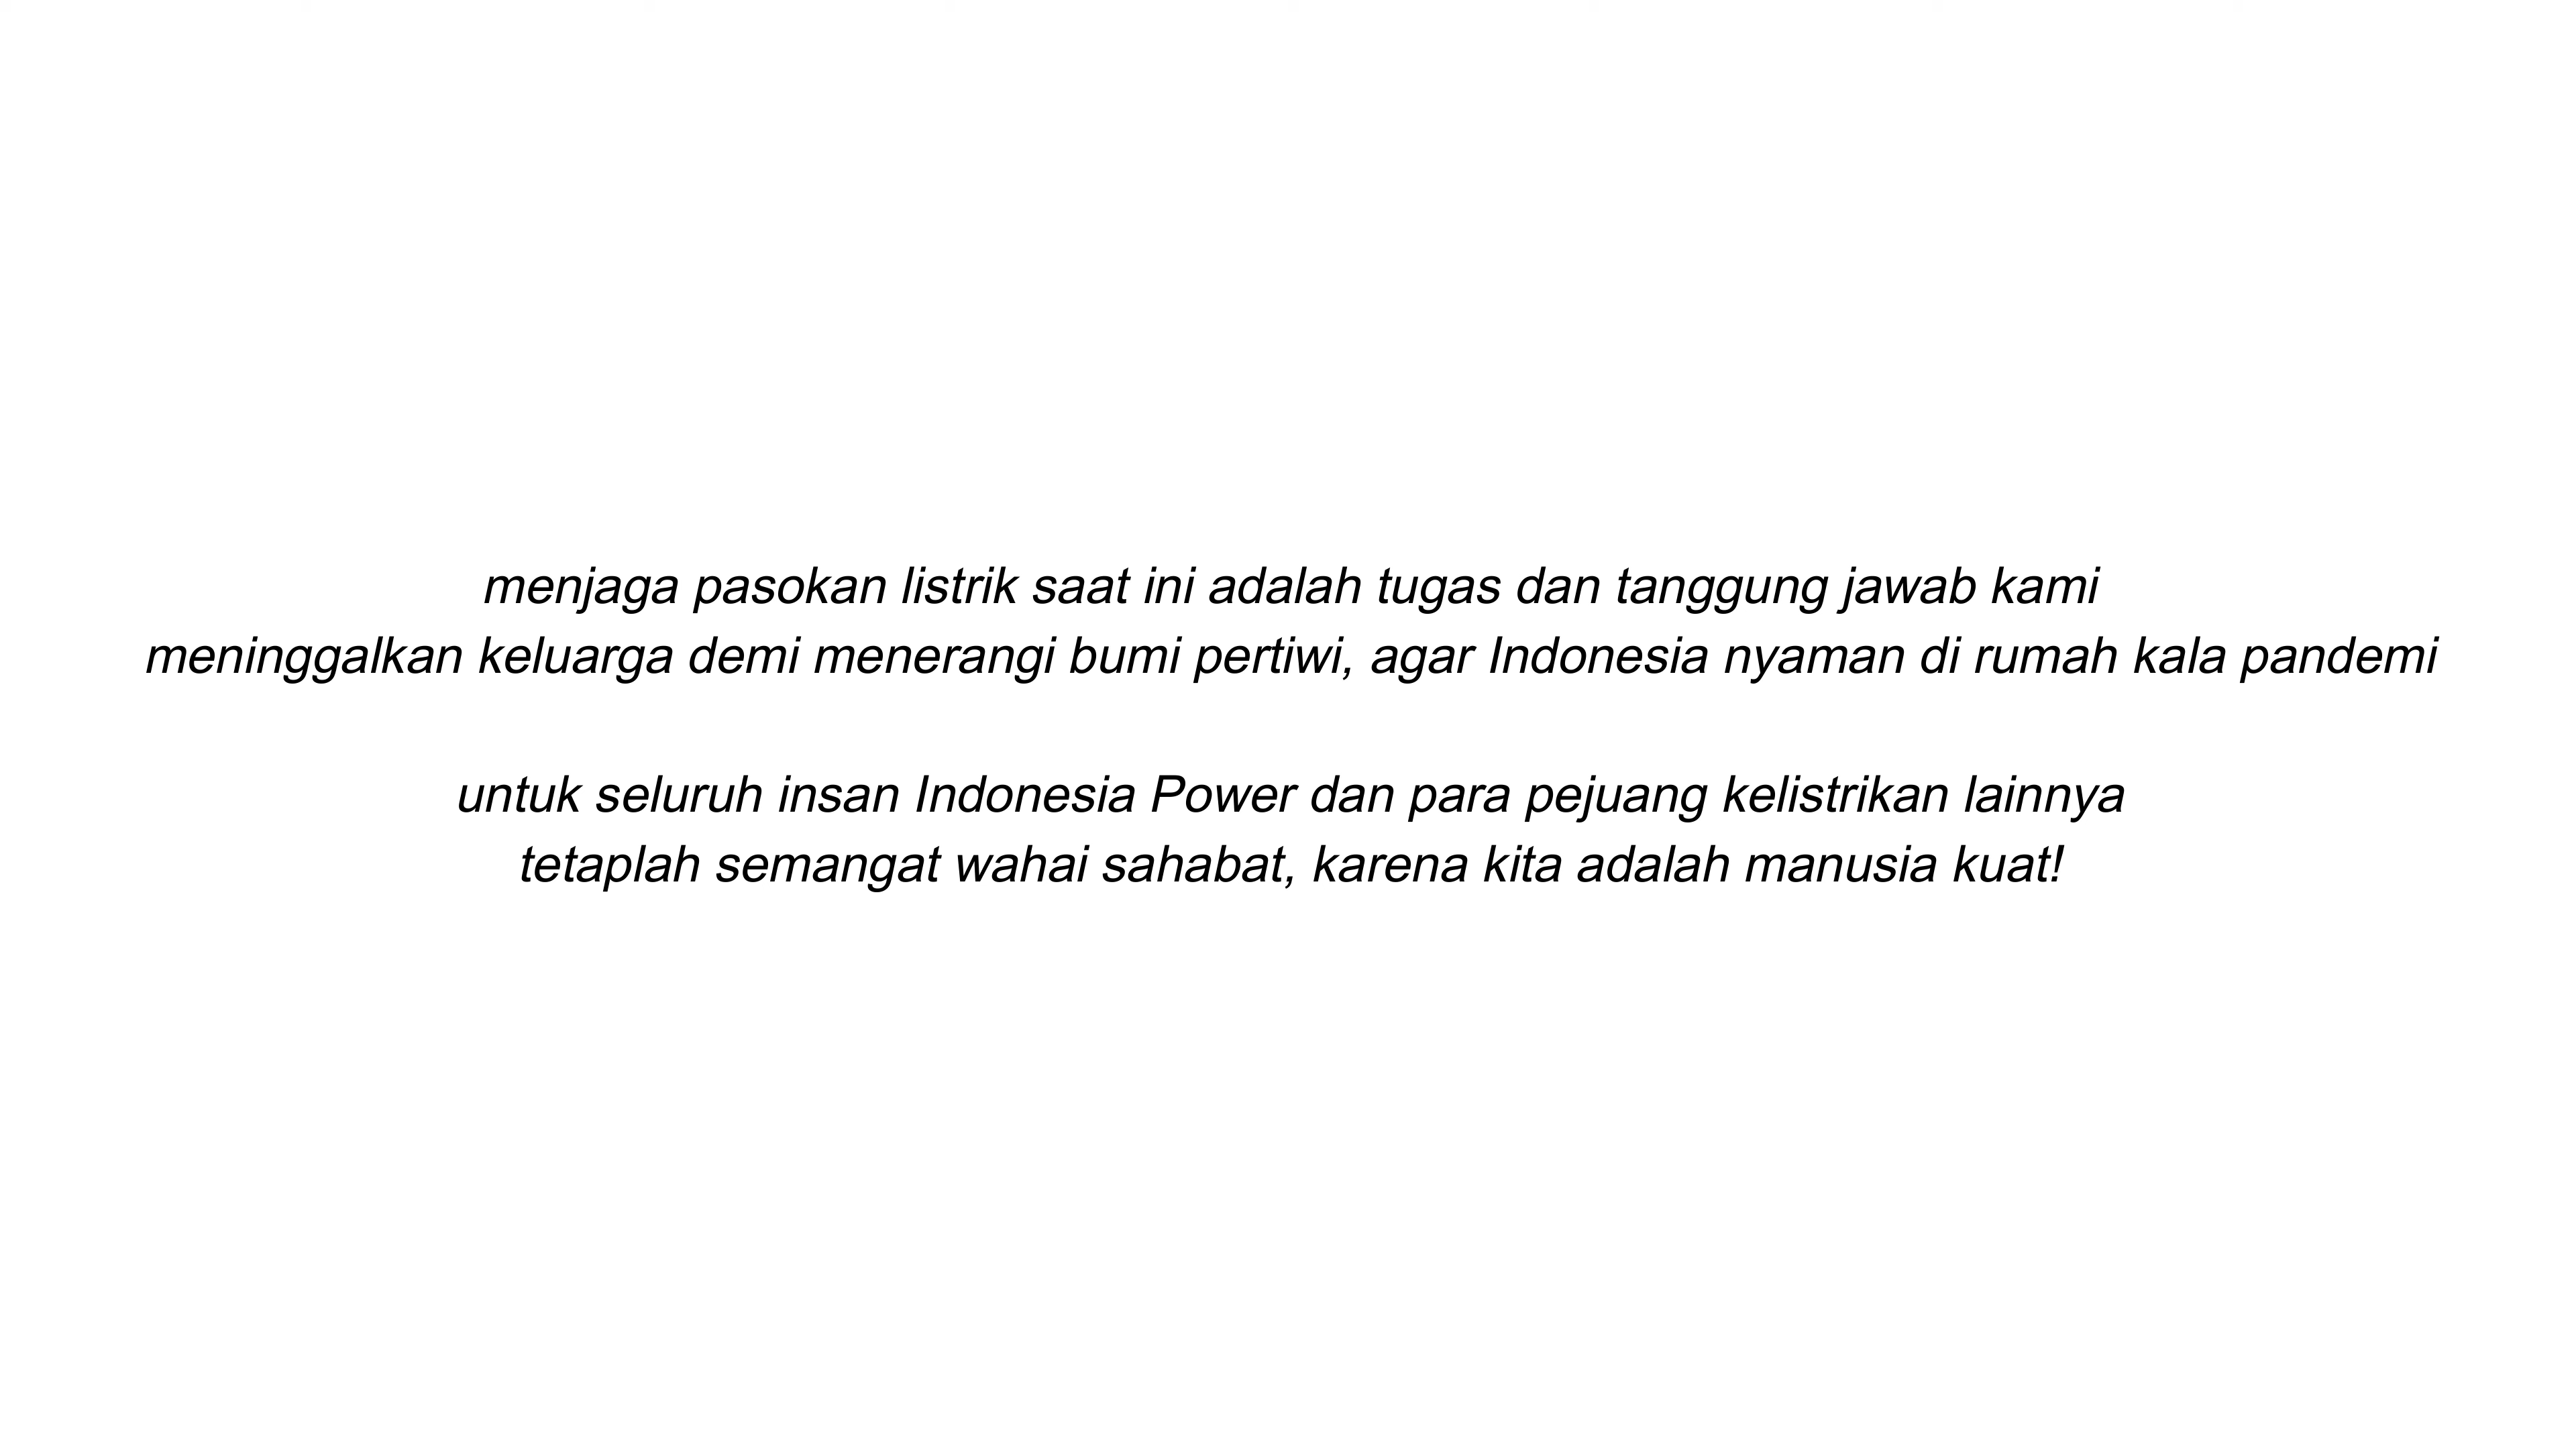 menjaga pasokan listrik saat ini adalah tugas dan tanggung jawab kami
meninggalkan keluarga demi menerangi bumi pertiwi, agar Indonesia nyaman di rumah kala pandemi
untuk seluruh insan Indonesia Power dan para pejuang kelistrikan lainnya
tetaplah semangat wahai sahabat, karena kita adalah manusia kuat!